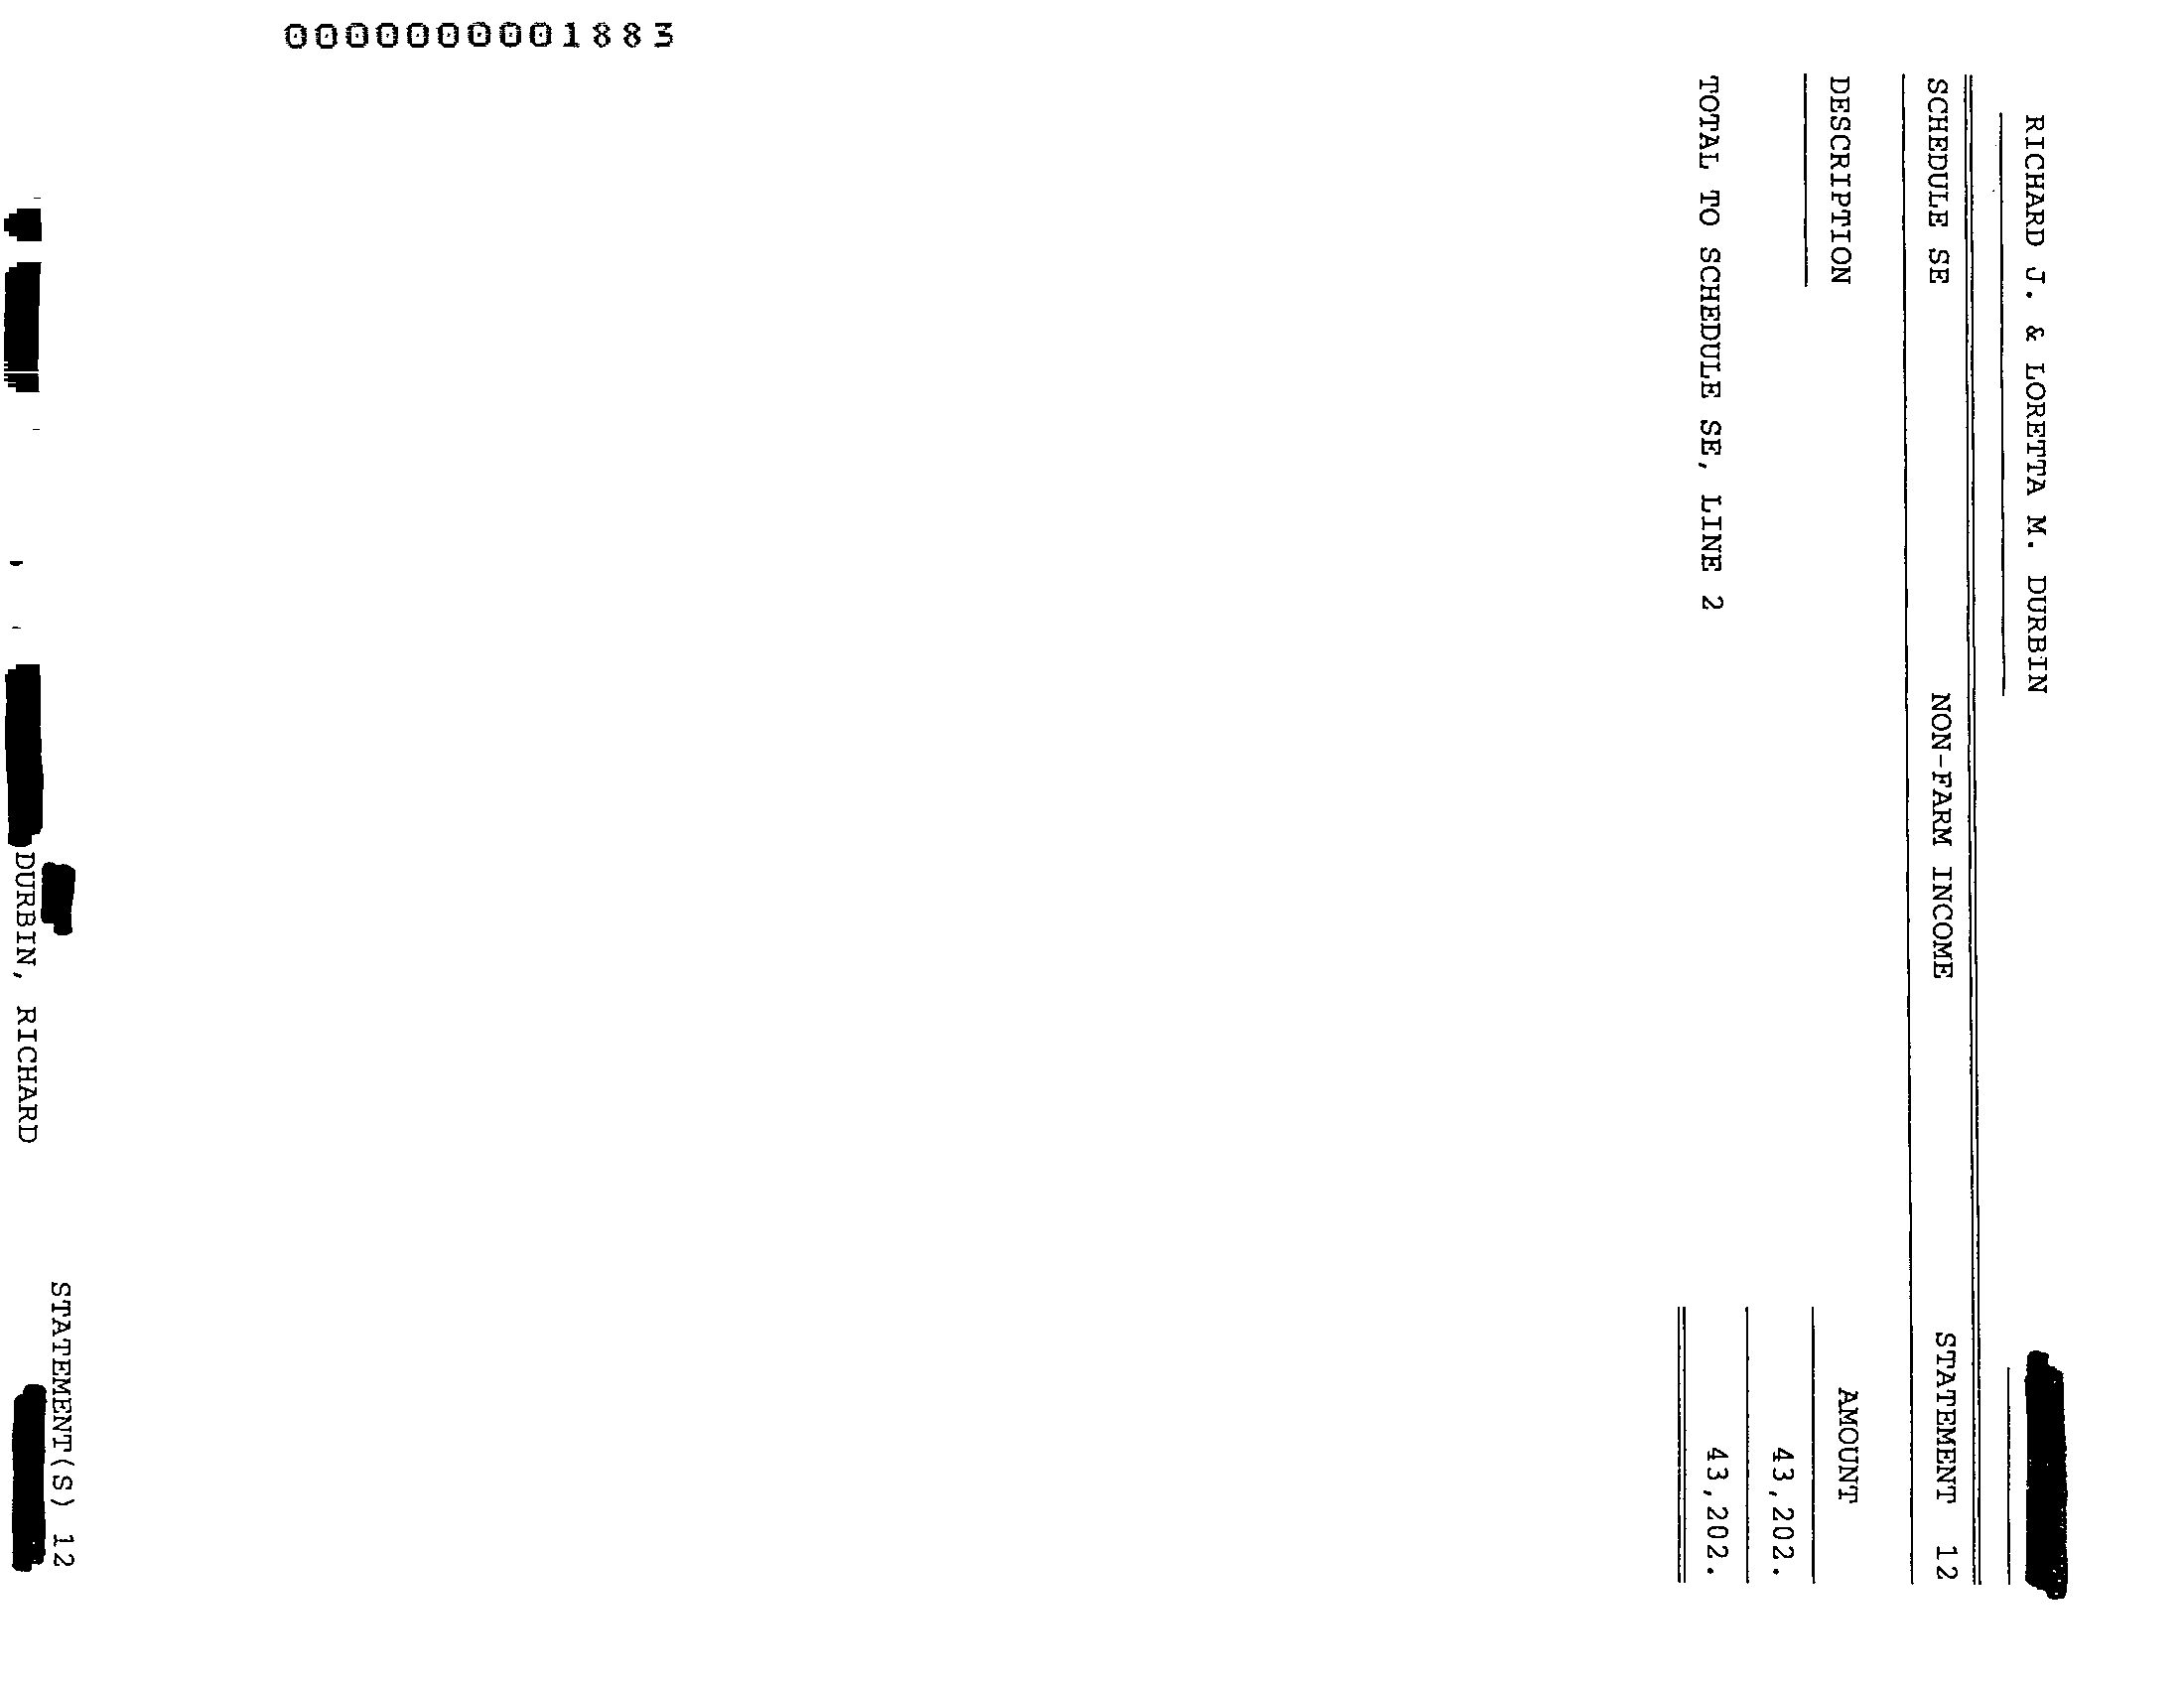 RICHARD J. & LORETTA M. DURBIN
SCHEDULE SE NON-FARM INCOME STATEMENT 12
DESCRIPTION AMOUNT
43,202.
TOTAL TO SCHEDULE SE, LINE 2 43,202.
STATEMENT(S) 12
DURBIN, RICHARD
0000000001883